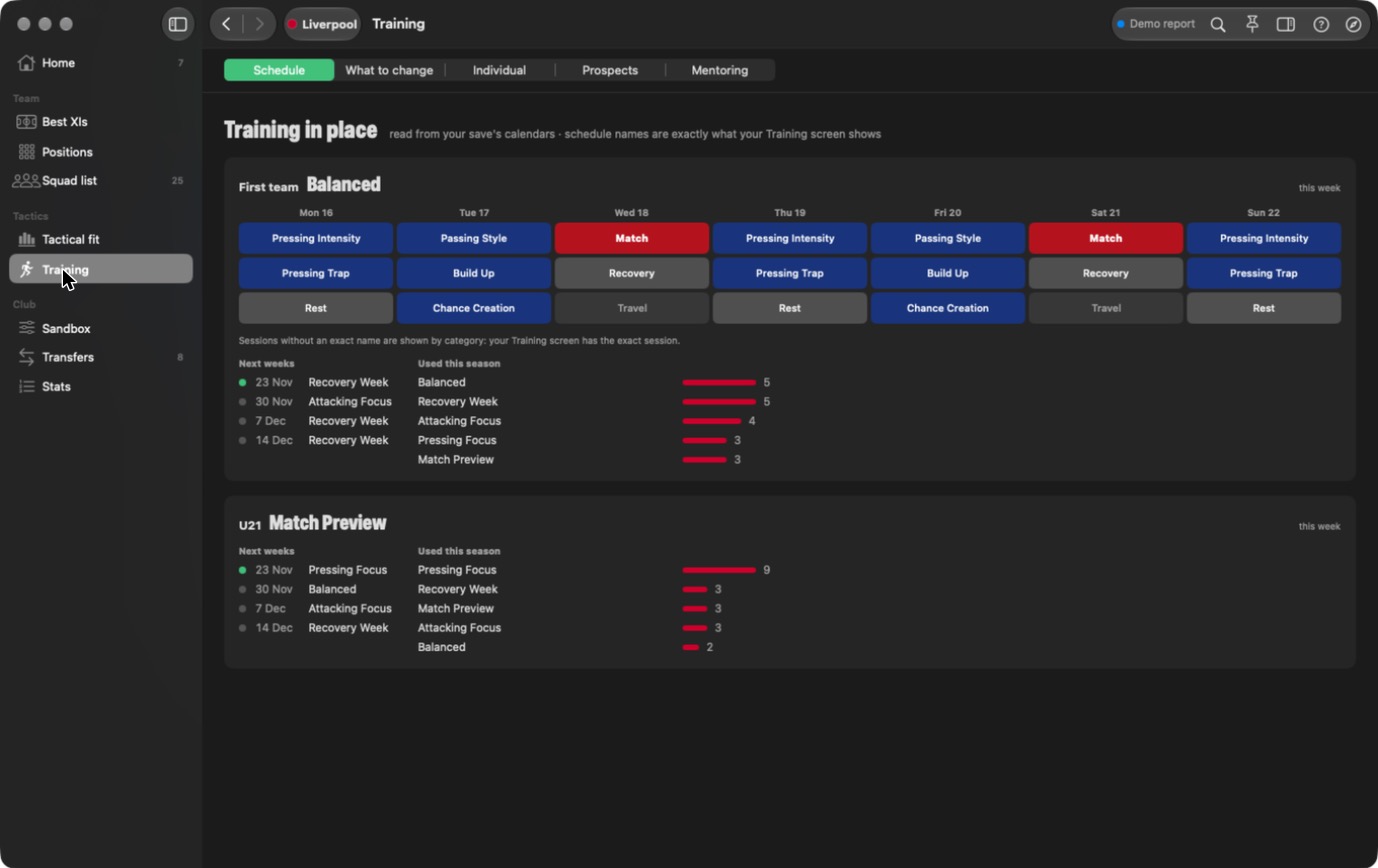 Liverpool Training Demo report
Home 7
Team
Best XIs
Positions
Squad list 25
Tactics
Tactical fit
Training
Club
Sandbox
Transfers 8
Stats
Schedule What to change Individual Prospects Mentoring
Training in place read from your save's calendars · schedule names are exactly what your Training screen shows
First team Balanced this week
Mon 16 Tue 17 Wed 18 Thu 19 Fri 20 Sat 21 Sun 22
Pressing Intensity Passing Style Match Pressing Intensity Passing Style Match Pressing Intensity
Pressing Trap Build Up Recovery Pressing Trap Build Up Recovery Pressing Trap
Rest Chance Creation Travel Rest Chance Creation Travel Rest
Sessions without an exact name are shown by category: your Training screen has the exact session.
Next weeks Used this season
23 Nov Recovery Week Balanced 5
30 Nov Attacking Focus Recovery Week 5
7 Dec Recovery Week Attacking Focus 4
14 Dec Recovery Week Pressing Focus 3
Match Preview 3
U21 Match Preview this week
Next weeks Used this season
23 Nov Pressing Focus Pressing Focus 9
30 Nov Balanced Recovery Week 3
7 Dec Attacking Focus Match Preview 3
14 Dec Recovery Week Attacking Focus 3
Balanced 2